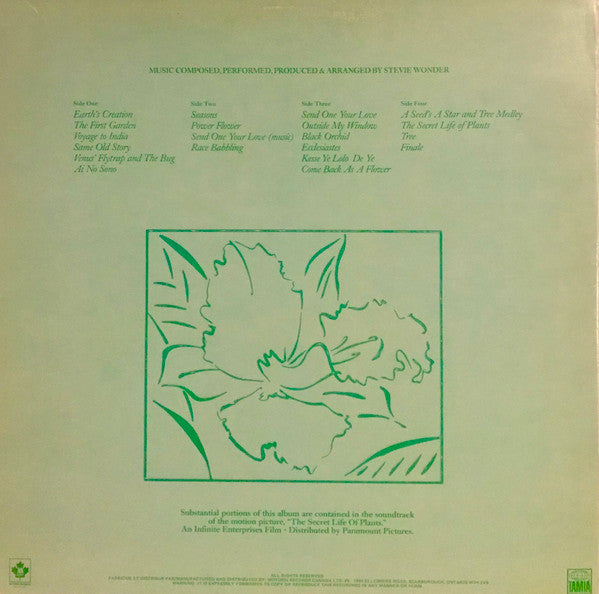 MUSIC COMPOSED, PERFORMED, PRODUCED & ARRANGED BY STEVIE WONDER
Side One
Earth's Creation
The First Garden
Voyage to India
Same Old Story
Venus' Flytrap and The Bug
Ai No Sono
Side Two
Seasons
Power Flower
Send One Your Love (music)
Race Babbling
Side Three
Send One Your Love
Outside My Window
Black Orchid
Ecclesiastes
Kesse Ye Lolo De Ye
Come Back As A Flower
Side Four
A Seed's A Star and Tree Medley
The Secret Life of Plants
Tree
Finale
Substantial portions of this album are contained in the soundtrack
of the motion picture, "The Secret Life Of Plants."
An Infinite Enterprises Film · Distributed by Paramount Pictures.
ALL RIGHTS RESERVED
TAMLA